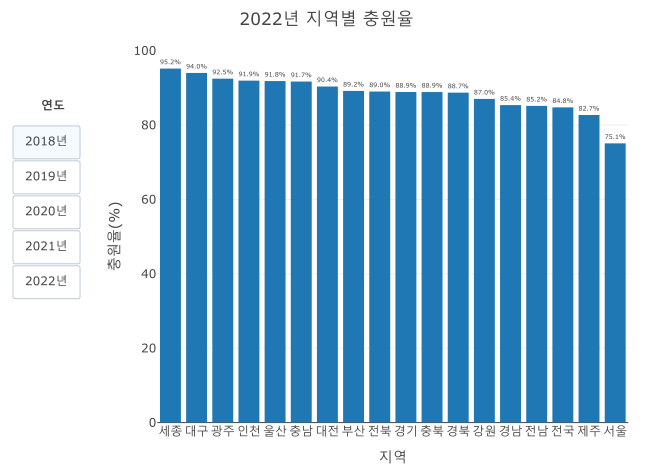 2022년 지역별 충원율
연도
2018년
2019년
2020년
2021년
2022년
충원율(%)
100
80
60
40
20
0
95.2% 94.0% 92.5% 91.9% 91.8% 91.7% 90.4% 89.2% 89.0% 88.9% 88.9% 88.7% 87.0% 85.4% 85.2% 84.8% 82.7% 75.1%
세종 대구 광주 인천 울산 충남 대전 부산 전북 경기 충북 경북 강원 경남 전남 전국 제주 서울
지역